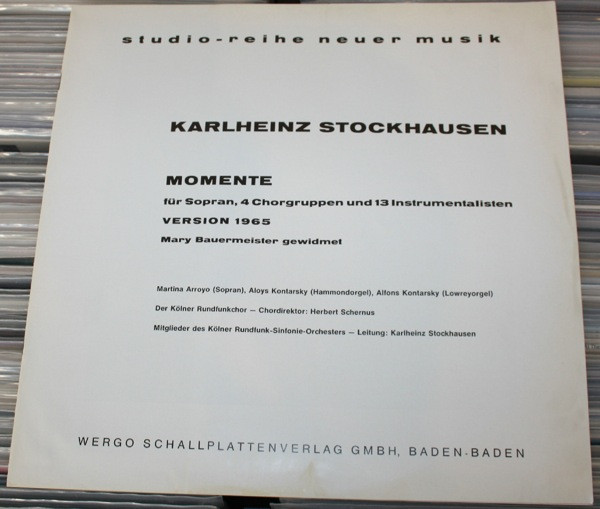 studio-reihe neuer musik
KARLHEINZ STOCKHAUSEN
MOMENTE
für Sopran, 4 Chorgruppen und 13 Instrumentalisten
VERSION 1965
Mary Bauermeister gewidmet
Martina Arroyo (Sopran), Aloys Kontarsky (Hammondorgel), Alfons Kontarsky (Lowreyorgel)
Der Kölner Rundfunkchor — Chordirektor: Herbert Schernus
Mitglieder des Kölner Rundfunk-Sinfonie-Orchesters — Leitung: Karlheinz Stockhausen
WERGO SCHALLPLATTENVERLAG GMBH, BADEN-BADEN